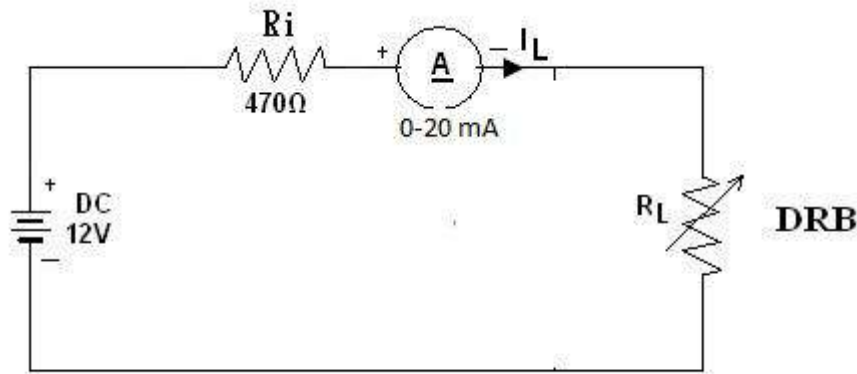 Ri
+ A − I L
470Ω
0-20 mA
+
DC
12V
−
R L
DRB